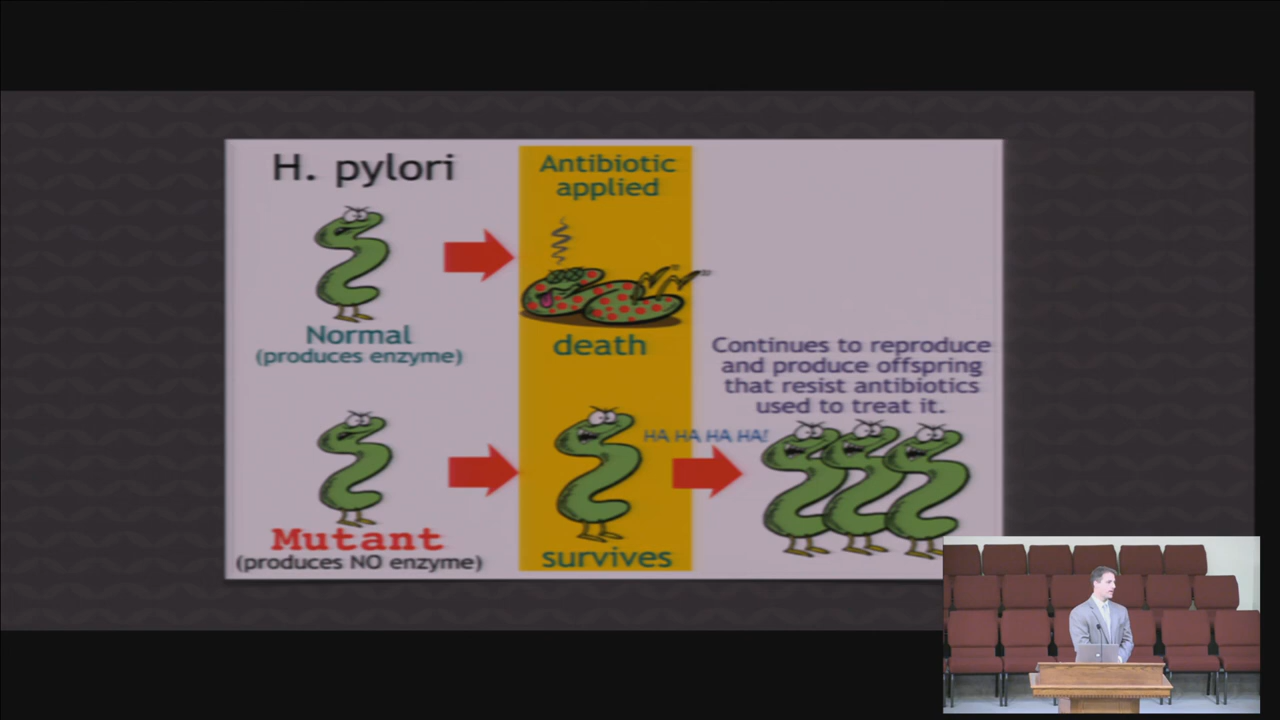 H. pylori
Antibiotic
applied
Normal
(produces enzyme)
death
Continues to reproduce
and produce offspring
that resist antibiotics
used to treat it.
HA HA HA HA!
Mutant
(produces NO enzyme)
survives